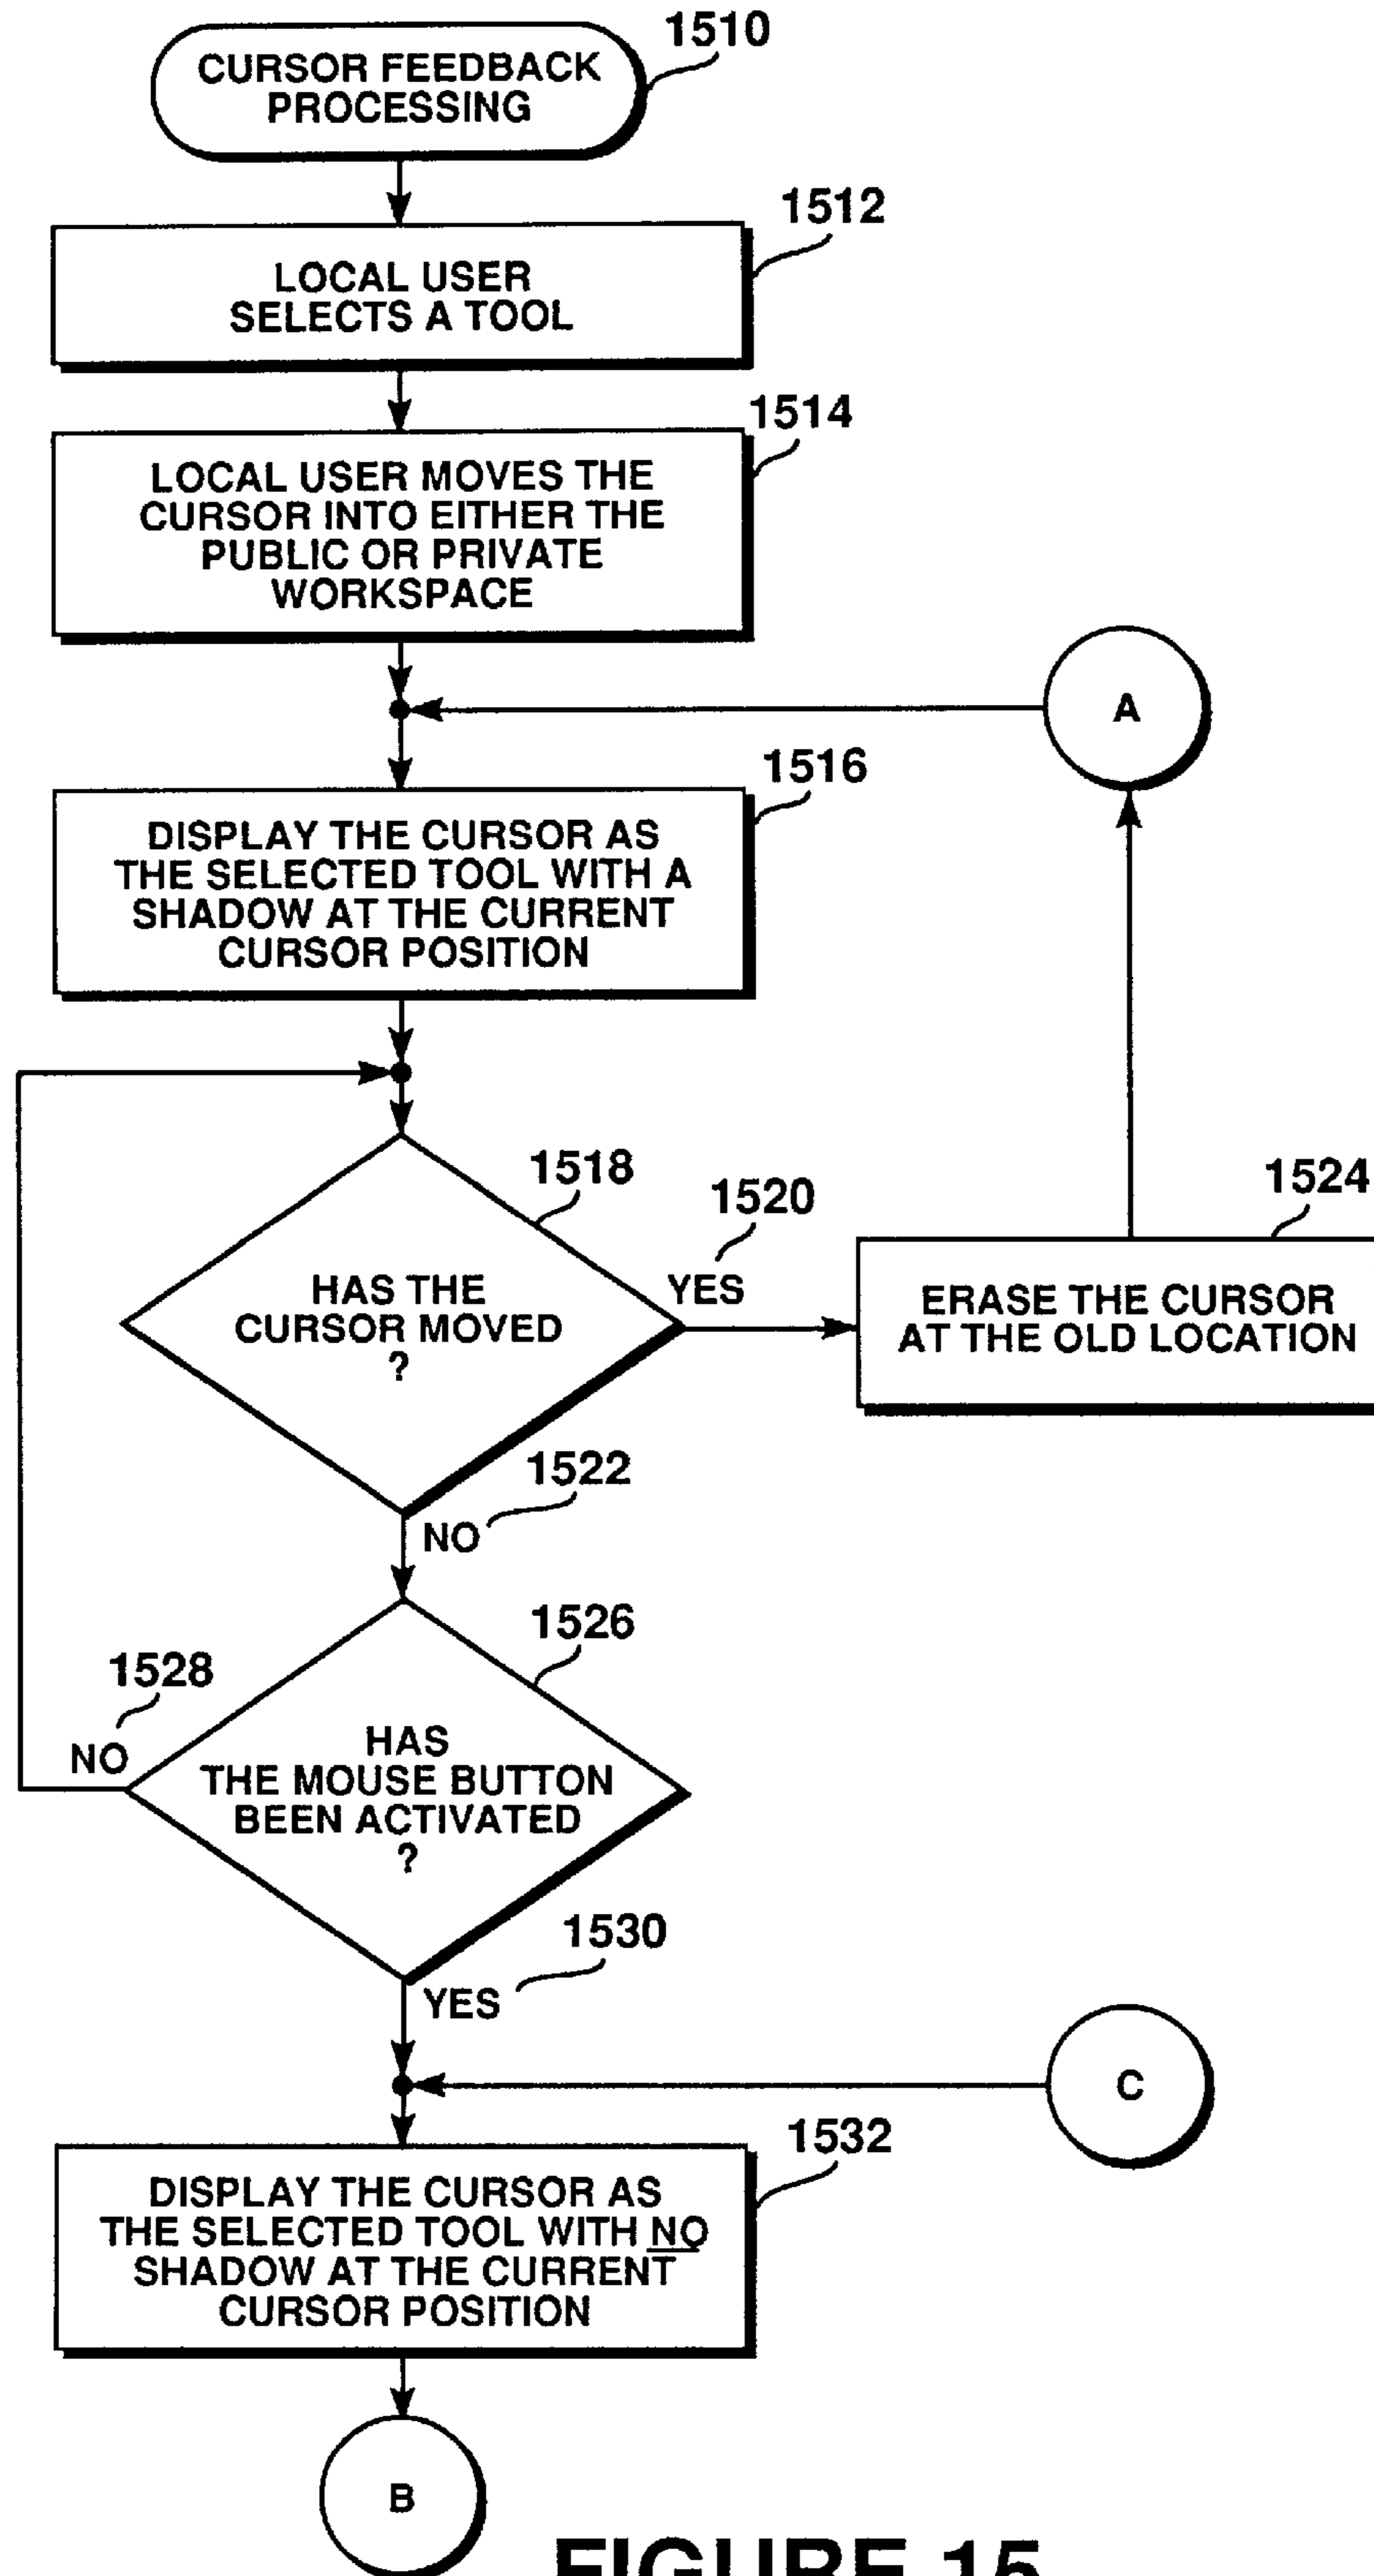 1510
CURSOR FEEDBACK
PROCESSING
1512
LOCAL USER
SELECTS A TOOL
1514
LOCAL USER MOVES THE
CURSOR INTO EITHER THE
PUBLIC OR PRIVATE
WORKSPACE
A
1516
DISPLAY THE CURSOR AS
THE SELECTED TOOL WITH A
SHADOW AT THE CURRENT
CURSOR POSITION
1518
1520
1524
HAS THE
CURSOR MOVED
?
YES
ERASE THE CURSOR
AT THE OLD LOCATION
1522
NO
1526
1528
NO
HAS
THE MOUSE BUTTON
BEEN ACTIVATED
?
1530
YES
C
1532
DISPLAY THE CURSOR AS
THE SELECTED TOOL WITH NO
SHADOW AT THE CURRENT
CURSOR POSITION
B
FIGURE 15